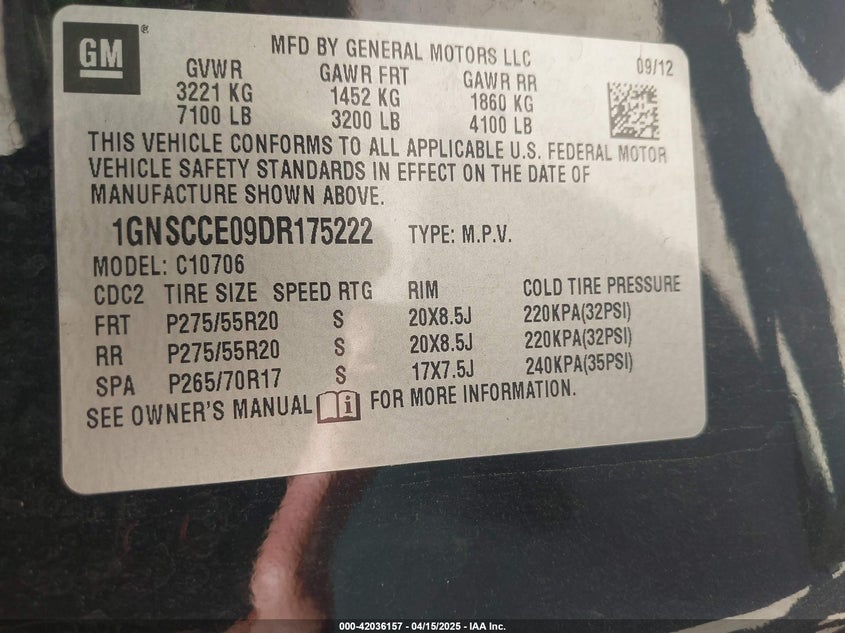 GM ®
MFD BY GENERAL MOTORS LLC
09/12
GVWR GAWR FRT GAWR RR
3221 KG 1452 KG 1860 KG
7100 LB 3200 LB 4100 LB
THIS VEHICLE CONFORMS TO ALL APPLICABLE U.S. FEDERAL MOTOR
VEHICLE SAFETY STANDARDS IN EFFECT ON THE DATE OF
MANUFACTURE SHOWN ABOVE.
1GNSCCE09DR175222 TYPE: M.P.V.
MODEL: C10706
CDC2 TIRE SIZE SPEED RTG RIM COLD TIRE PRESSURE
FRT P275/55R20 S 20X8.5J 220KPA(32PSI)
RR P275/55R20 S 20X8.5J 220KPA(32PSI)
SPA P265/70R17 S 17X7.5J 240KPA(35PSI)
SEE OWNER'S MANUAL i FOR MORE INFORMATION.
000-42036157 - 04/15/2025 - IAA Inc.